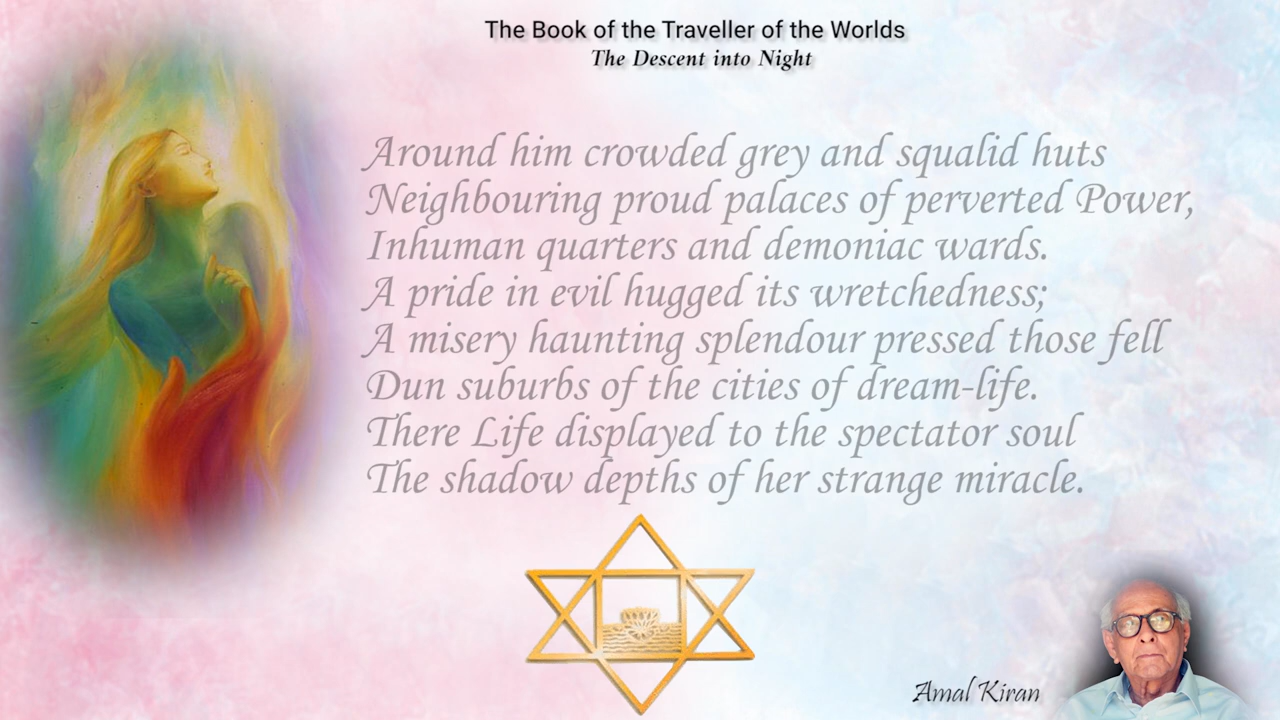 The Book of the Traveller of the Worlds
The Descent into Night
Around him crowded grey and squalid huts
Neighbouring proud palaces of perverted Power,
Inhuman quarters and demoniac wards.
A pride in evil hugged its wretchedness;
A misery haunting splendour pressed those fell
Dun suburbs of the cities of dream-life.
There Life displayed to the spectator soul
The shadow depths of her strange miracle.
Amal Kiran